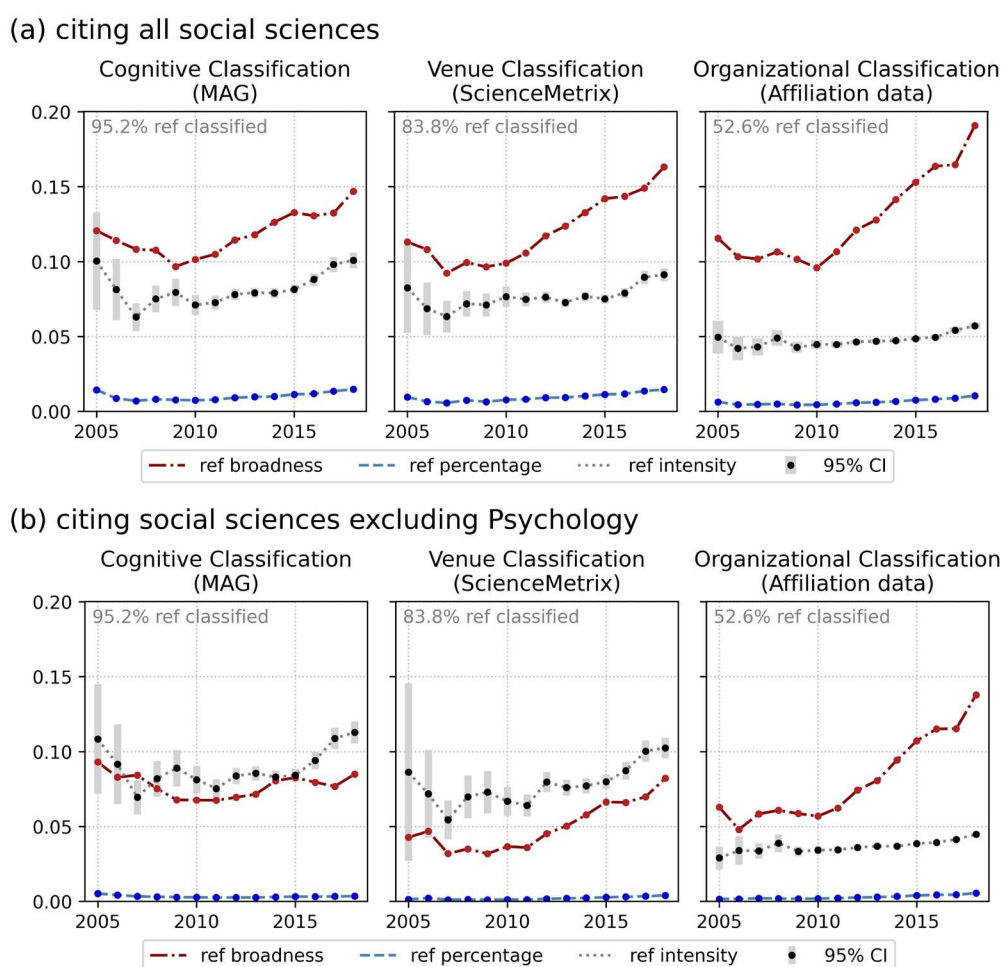 (a) citing all social sciences
Cognitive Classification
(MAG)
Venue Classification
(ScienceMetrix)
Organizational Classification
(Affiliation data)
95.2% ref classified
83.8% ref classified
52.6% ref classified
0.20
0.15
0.10
0.05
0.00
2005 2010 2015
2005 2010 2015
2005 2010 2015
ref broadness ref percentage ref intensity 95% CI
(b) citing social sciences excluding Psychology
Cognitive Classification
(MAG)
Venue Classification
(ScienceMetrix)
Organizational Classification
(Affiliation data)
95.2% ref classified
83.8% ref classified
52.6% ref classified
0.20
0.15
0.10
0.05
0.00
2005 2010 2015
2005 2010 2015
2005 2010 2015
ref broadness ref percentage ref intensity 95% CI